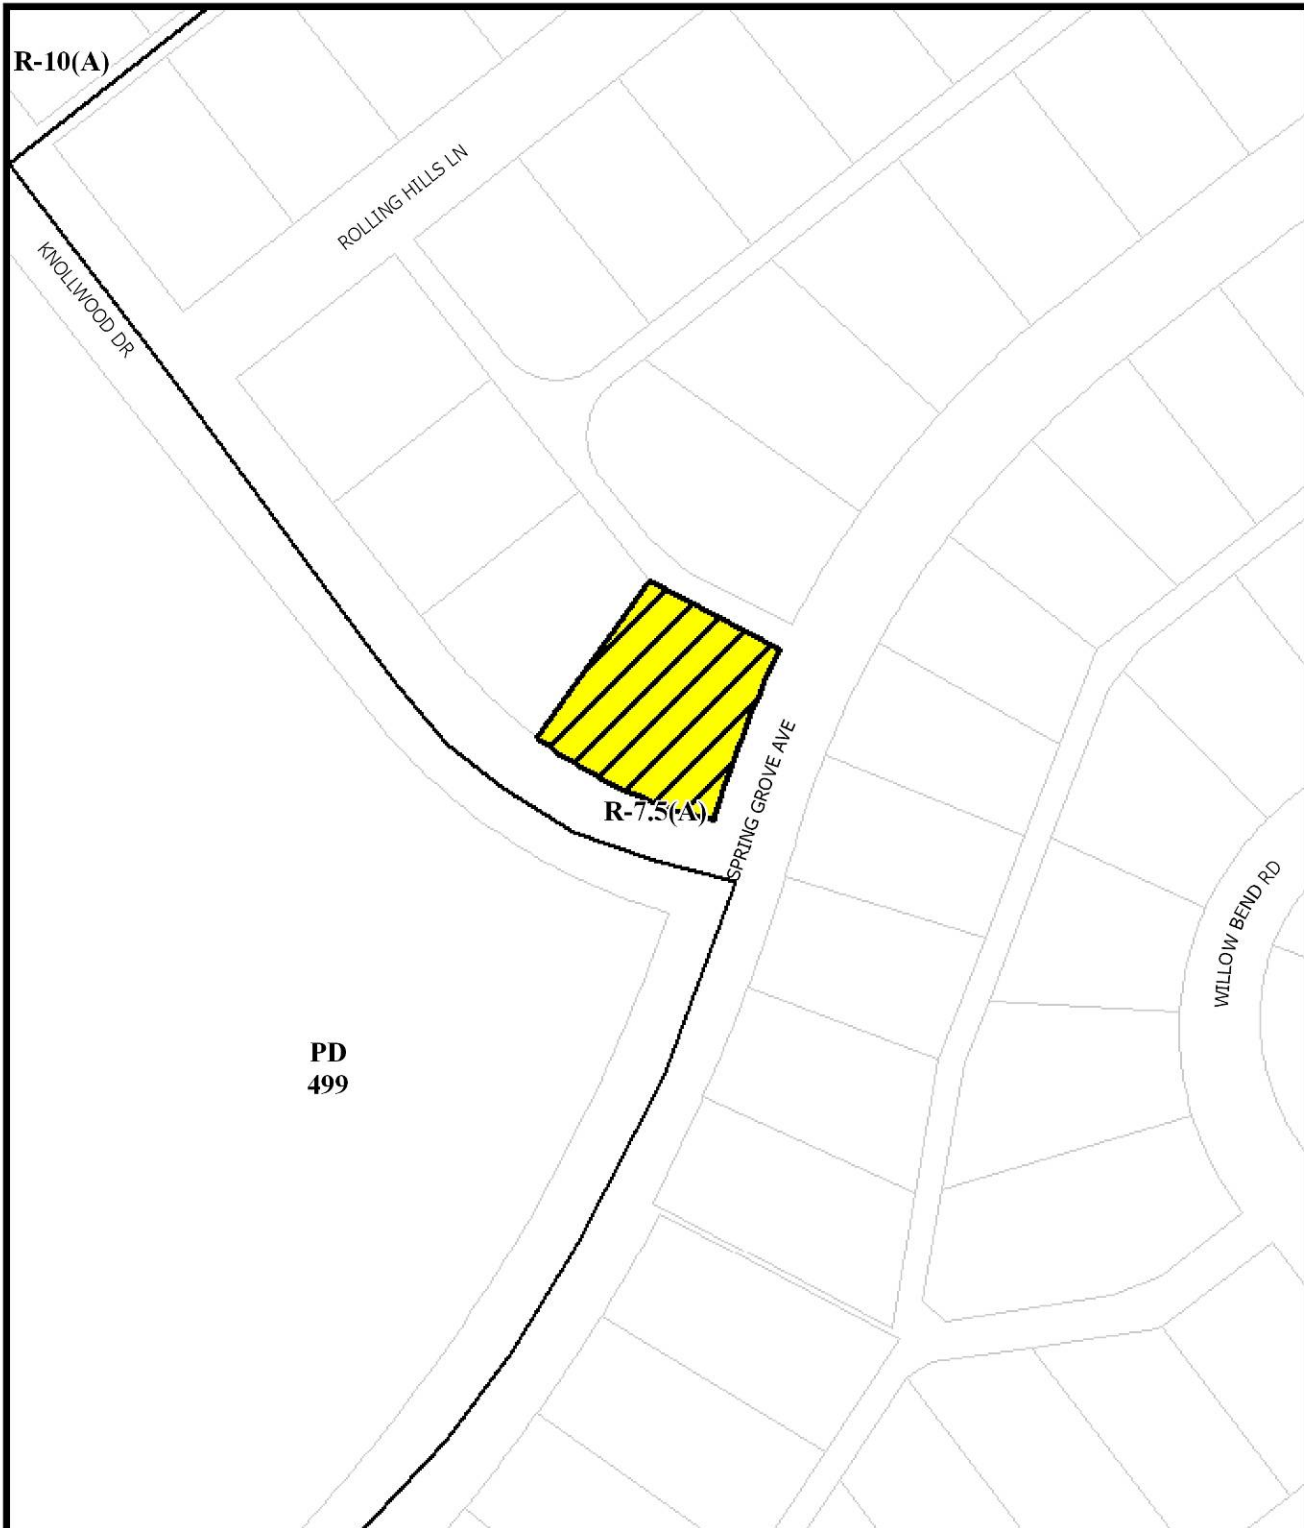 R-10(A)
ROLLING HILLS LN
KNOLLWOOD DR
SPRING GROVE AVE
R-7.5(A)
WILLOW BEND RD
PD
499